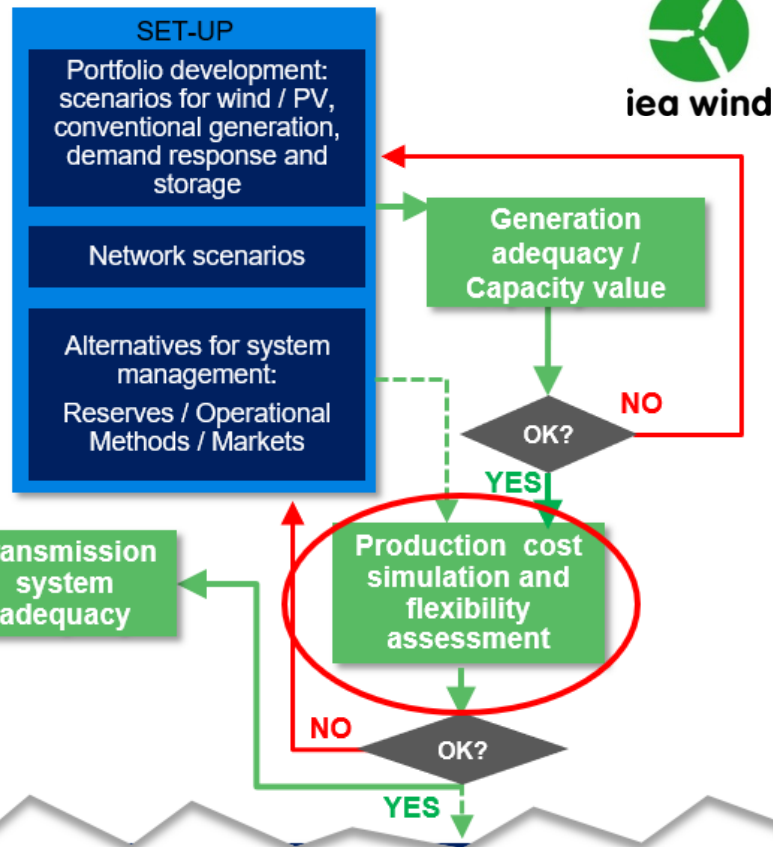 SET-UP
Portfolio development:
scenarios for wind / PV,
conventional generation,
demand response and
storage
Network scenarios
Alternatives for system
management:
Reserves / Operational
Methods / Markets
iea wind
Generation
adequacy /
Capacity value
OK?
NO
YES
Production cost
simulation and
flexibility
assessment
ansmission
system
adequacy
NO
OK?
YES